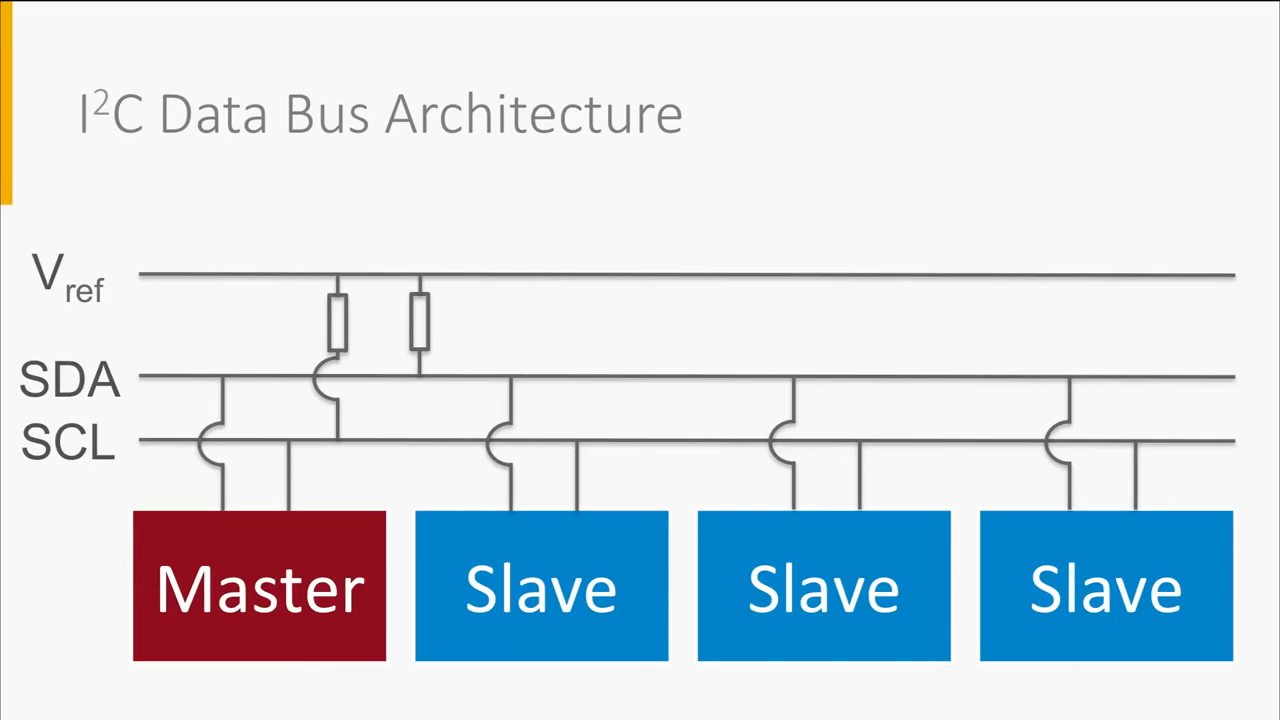 I²C Data Bus Architecture
Vref
SDA
SCL
Master Slave Slave Slave